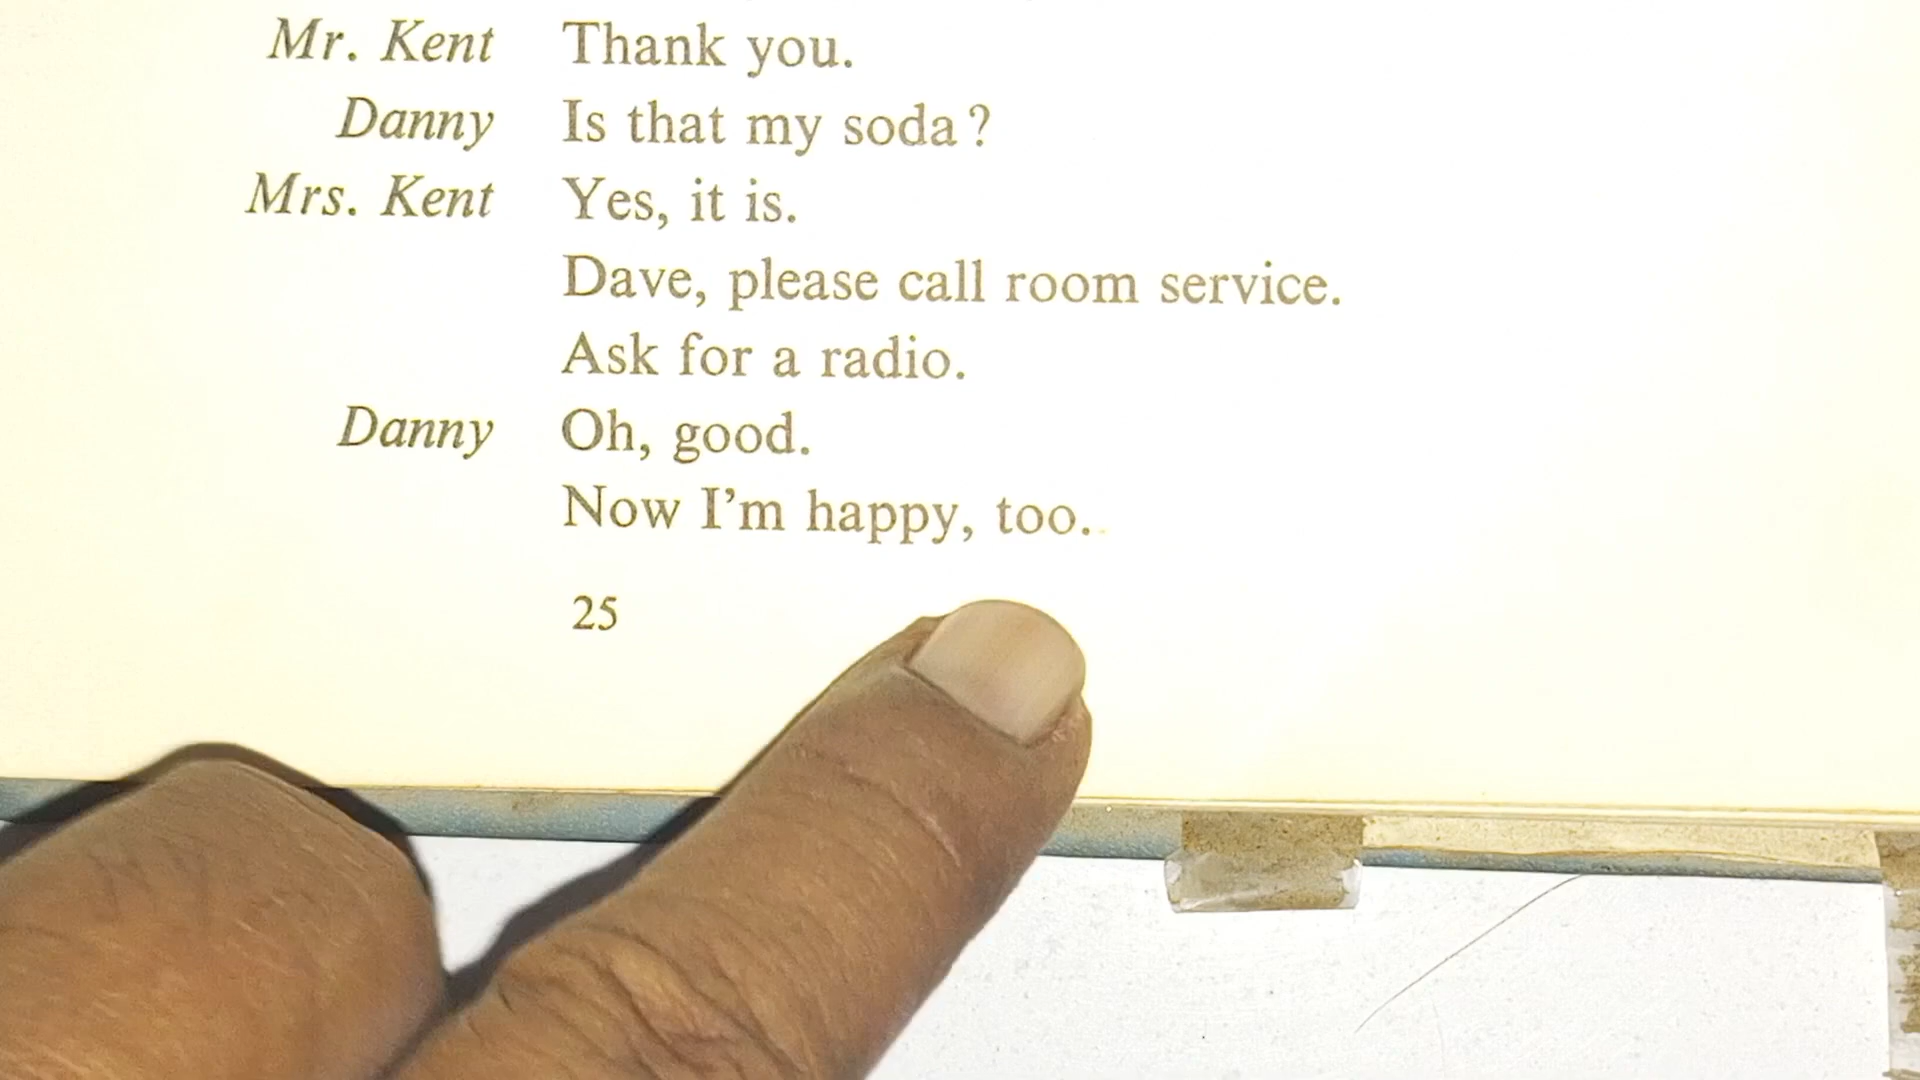 Mr. Kent Thank you.
Danny Is that my soda?
Mrs. Kent Yes, it is.
Dave, please call room service.
Ask for a radio.
Danny Oh, good.
Now I'm happy, too.
25